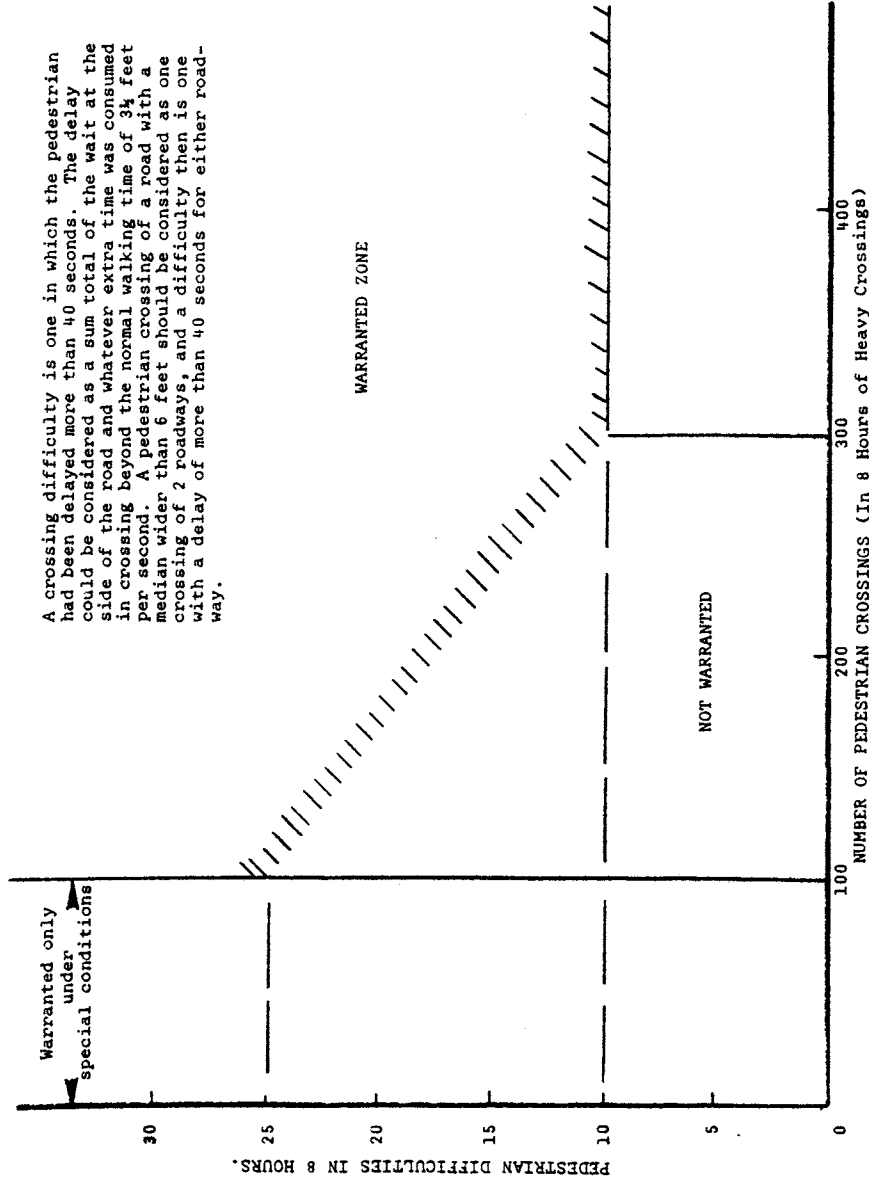 A crossing difficulty is one in which the pedestrian
had been delayed more than 40 seconds. The delay
could be considered as a sum total of the wait at the
side of the road and whatever extra time was consumed
in crossing beyond the normal walking time of 3½ feet
per second. A pedestrian crossing of a road with a
median wider than 6 feet should be considered as one
crossing of 2 roadways, and a difficulty then is one
with a delay of more than 40 seconds for either road-
way.
Warranted only
under
special conditions
WARRANTED ZONE
NOT WARRANTED
PEDESTRIAN DIFFICULTIES IN 8 HOURS.
30
25
20
15
10
5
0
100
200
300
400
NUMBER OF PEDESTRIAN CROSSINGS (In 8 Hours of Heavy Crossings)